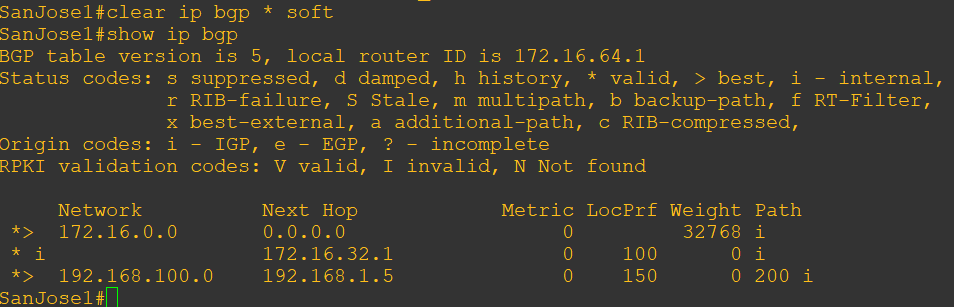 SanJose1#clear ip bgp * soft
SanJose1#show ip bgp
BGP table version is 5, local router ID is 172.16.64.1
Status codes: s suppressed, d damped, h history, * valid, > best, i - internal,
              r RIB-failure, S Stale, m multipath, b backup-path, f RT-Filter,
              x best-external, a additional-path, c RIB-compressed,
Origin codes: i - IGP, e - EGP, ? - incomplete
RPKI validation codes: V valid, I invalid, N Not found

     Network          Next Hop            Metric LocPrf Weight Path
 *>  172.16.0.0       0.0.0.0                  0         32768 i
 * i                  172.16.32.1              0    100      0 i
 *>  192.168.100.0    192.168.1.5              0    150      0 200 i
SanJose1#